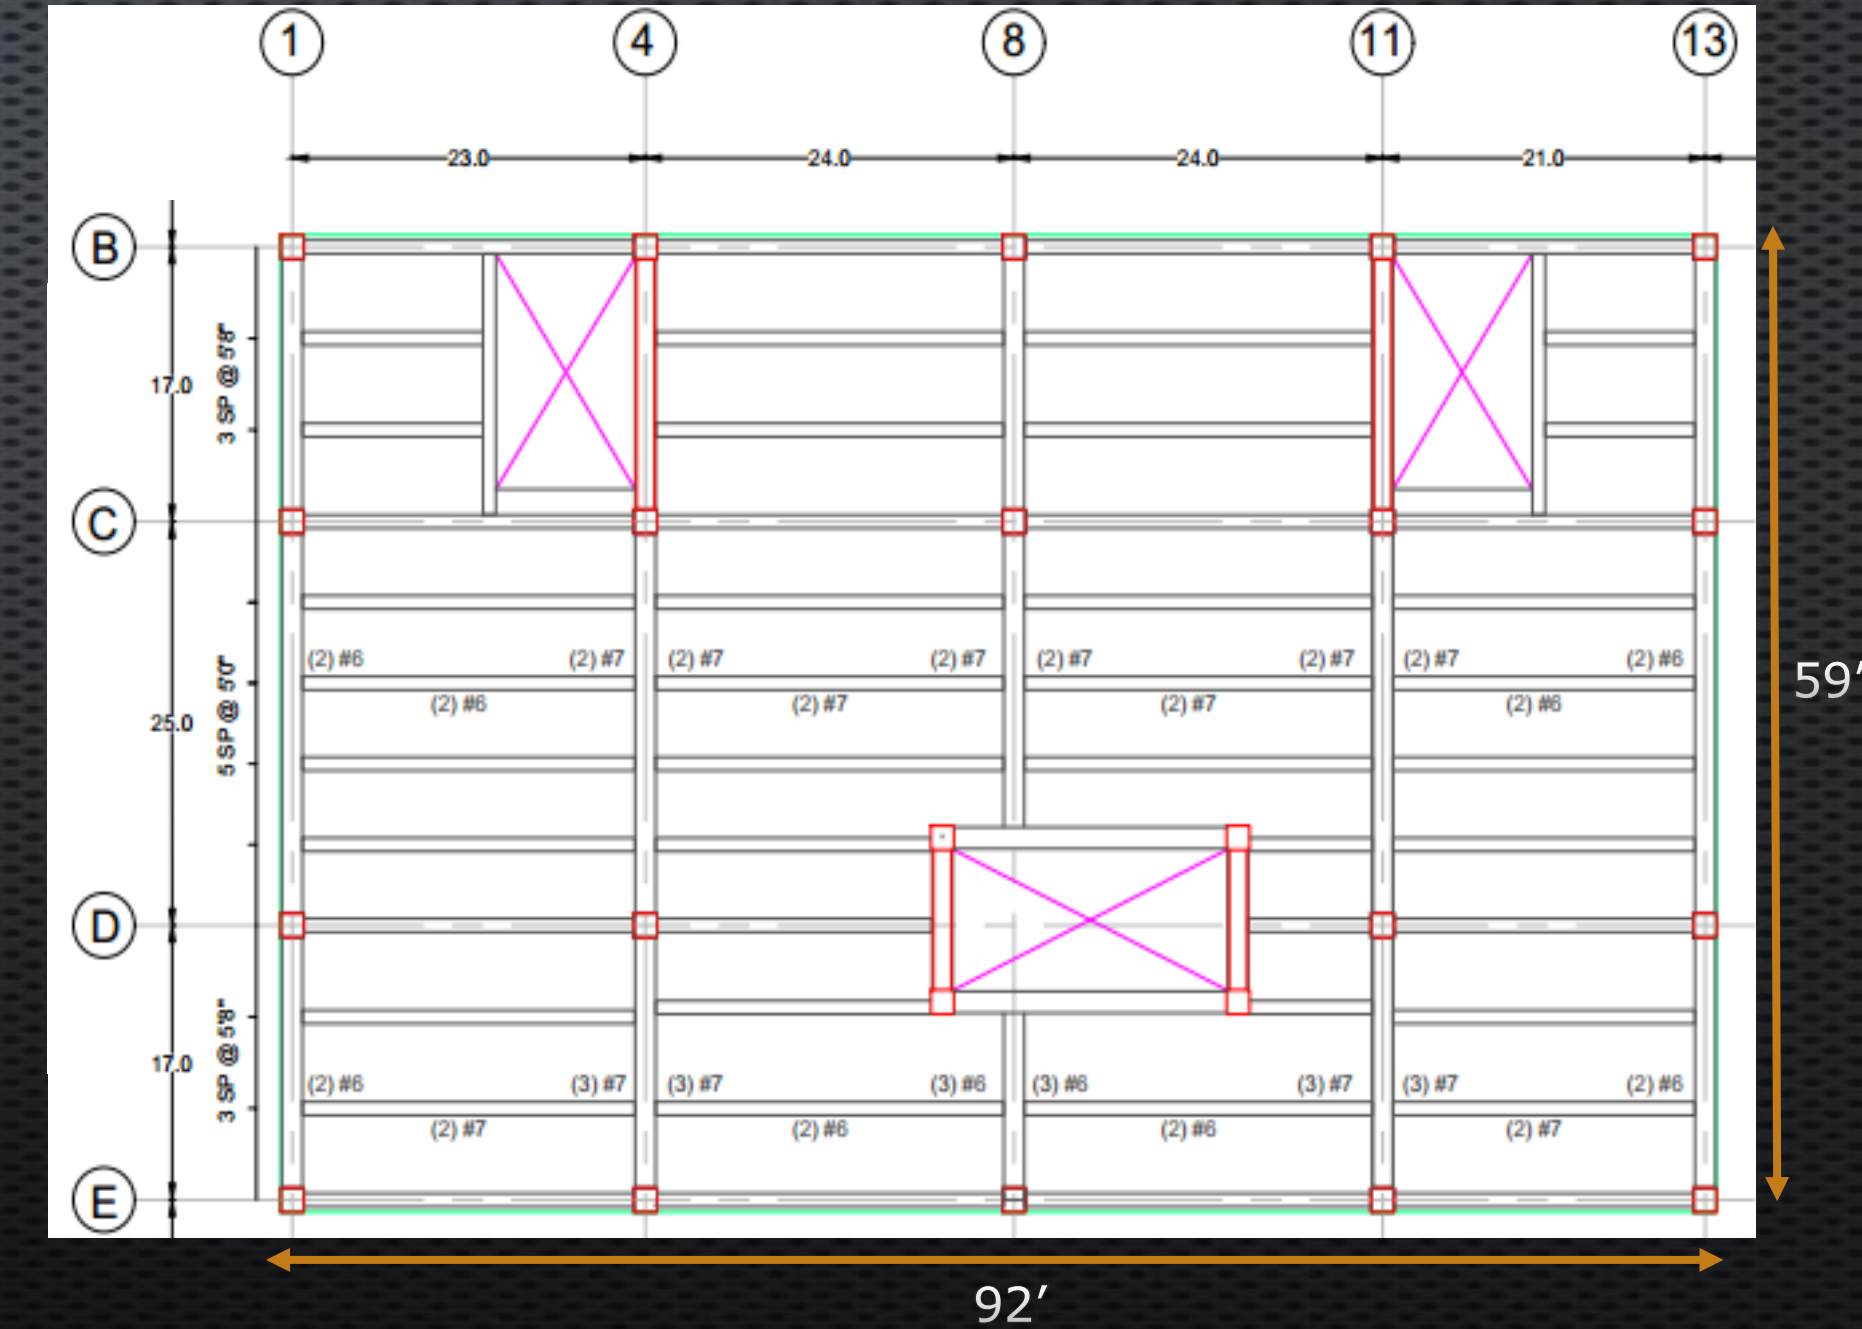 1 4 8 11 13
23.0 24.0 24.0 21.0
B
3 SP @ 5'8"
17.0
C
(2) #6 (2) #7 (2) #7 (2) #7 (2) #7 (2) #7 (2) #7 (2) #6
(2) #6 (2) #7 (2) #7 (2) #6
5 SP @ 5'0"
25.0
59'
D
3 SP @ 5'8"
17.0
(2) #6 (3) #7 (3) #7 (3) #6 (3) #6 (3) #7 (3) #7 (2) #6
(2) #7 (2) #6 (2) #6 (2) #7
E
92'